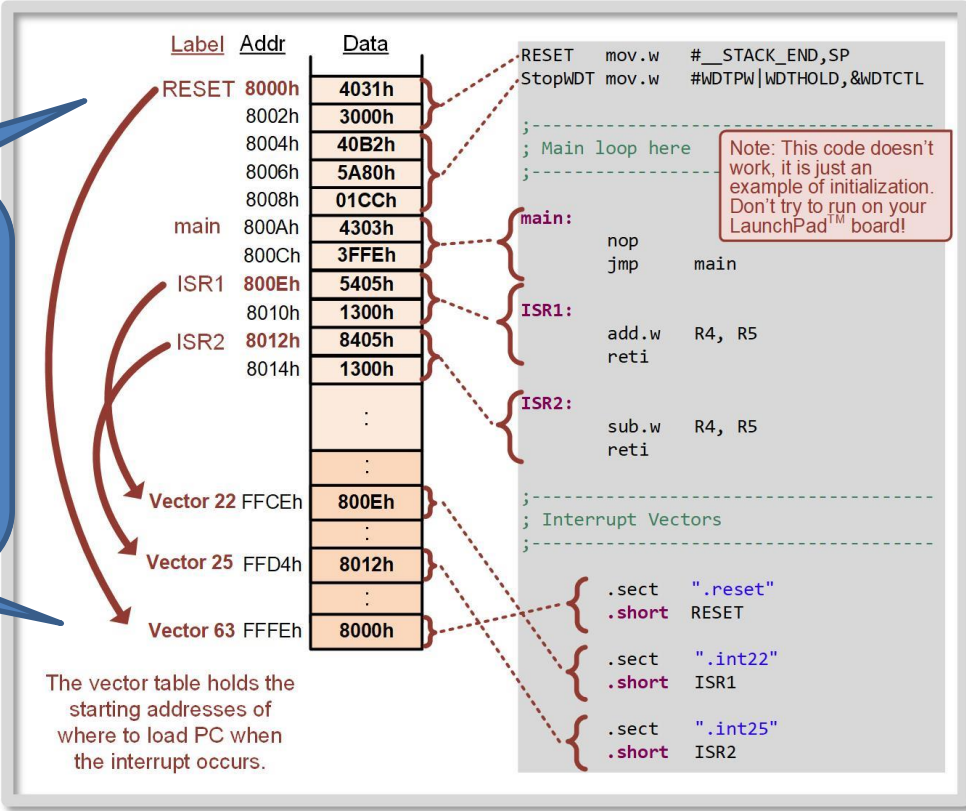 Label Addr Data
RESET 8000h 4031h
8002h 3000h
8004h 40B2h
8006h 5A80h
8008h 01CCh
main 800Ah 4303h
800Ch 3FFEh
ISR1 800Eh 5405h
8010h 1300h
ISR2 8012h 8405h
8014h 1300h
:
:
Vector 22 FFCEh 800Eh
:
Vector 25 FFD4h 8012h
:
Vector 63 FFFEh 8000h
The vector table holds the
starting addresses of
where to load PC when
the interrupt occurs.
RESET mov.w #__STACK_END,SP
StopWDT mov.w #WDTPW|WDTHOLD,&WDTCTL
;----------------------------------
; Main loop here
;----------------------------------
Note: This code doesn't
work, it is just an
example of initialization.
Don't try to run on your
LaunchPad™ board!
main:
nop
jmp main
ISR1:
add.w R4, R5
reti
ISR2:
sub.w R4, R5
reti
;----------------------------------
; Interrupt Vectors
;----------------------------------
.sect ".reset"
.short RESET
.sect ".int22"
.short ISR1
.sect ".int25"
.short ISR2